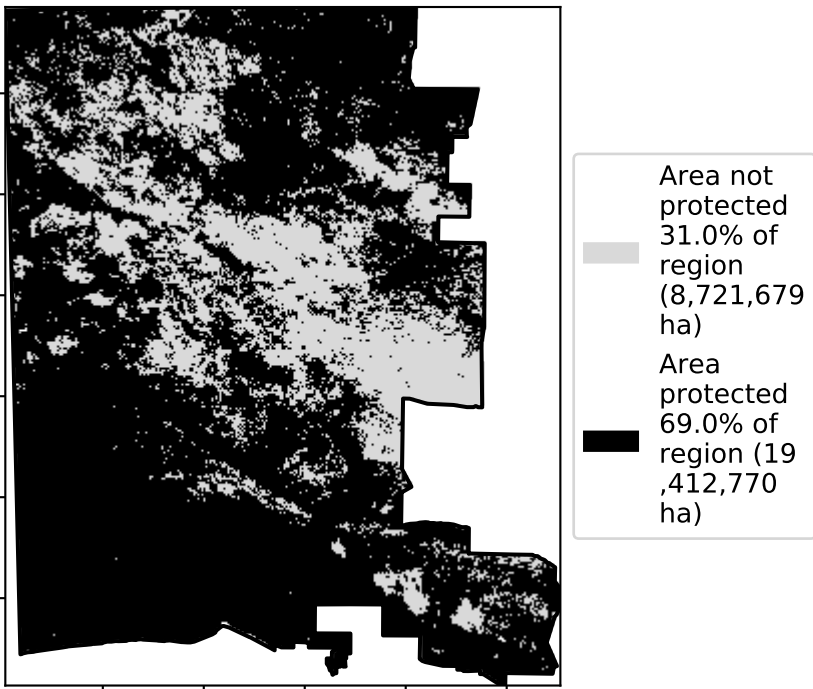 Area not
protected
31.0% of
region
(8,721,679
ha)
Area
protected
69.0% of
region (19
,412,770
ha)